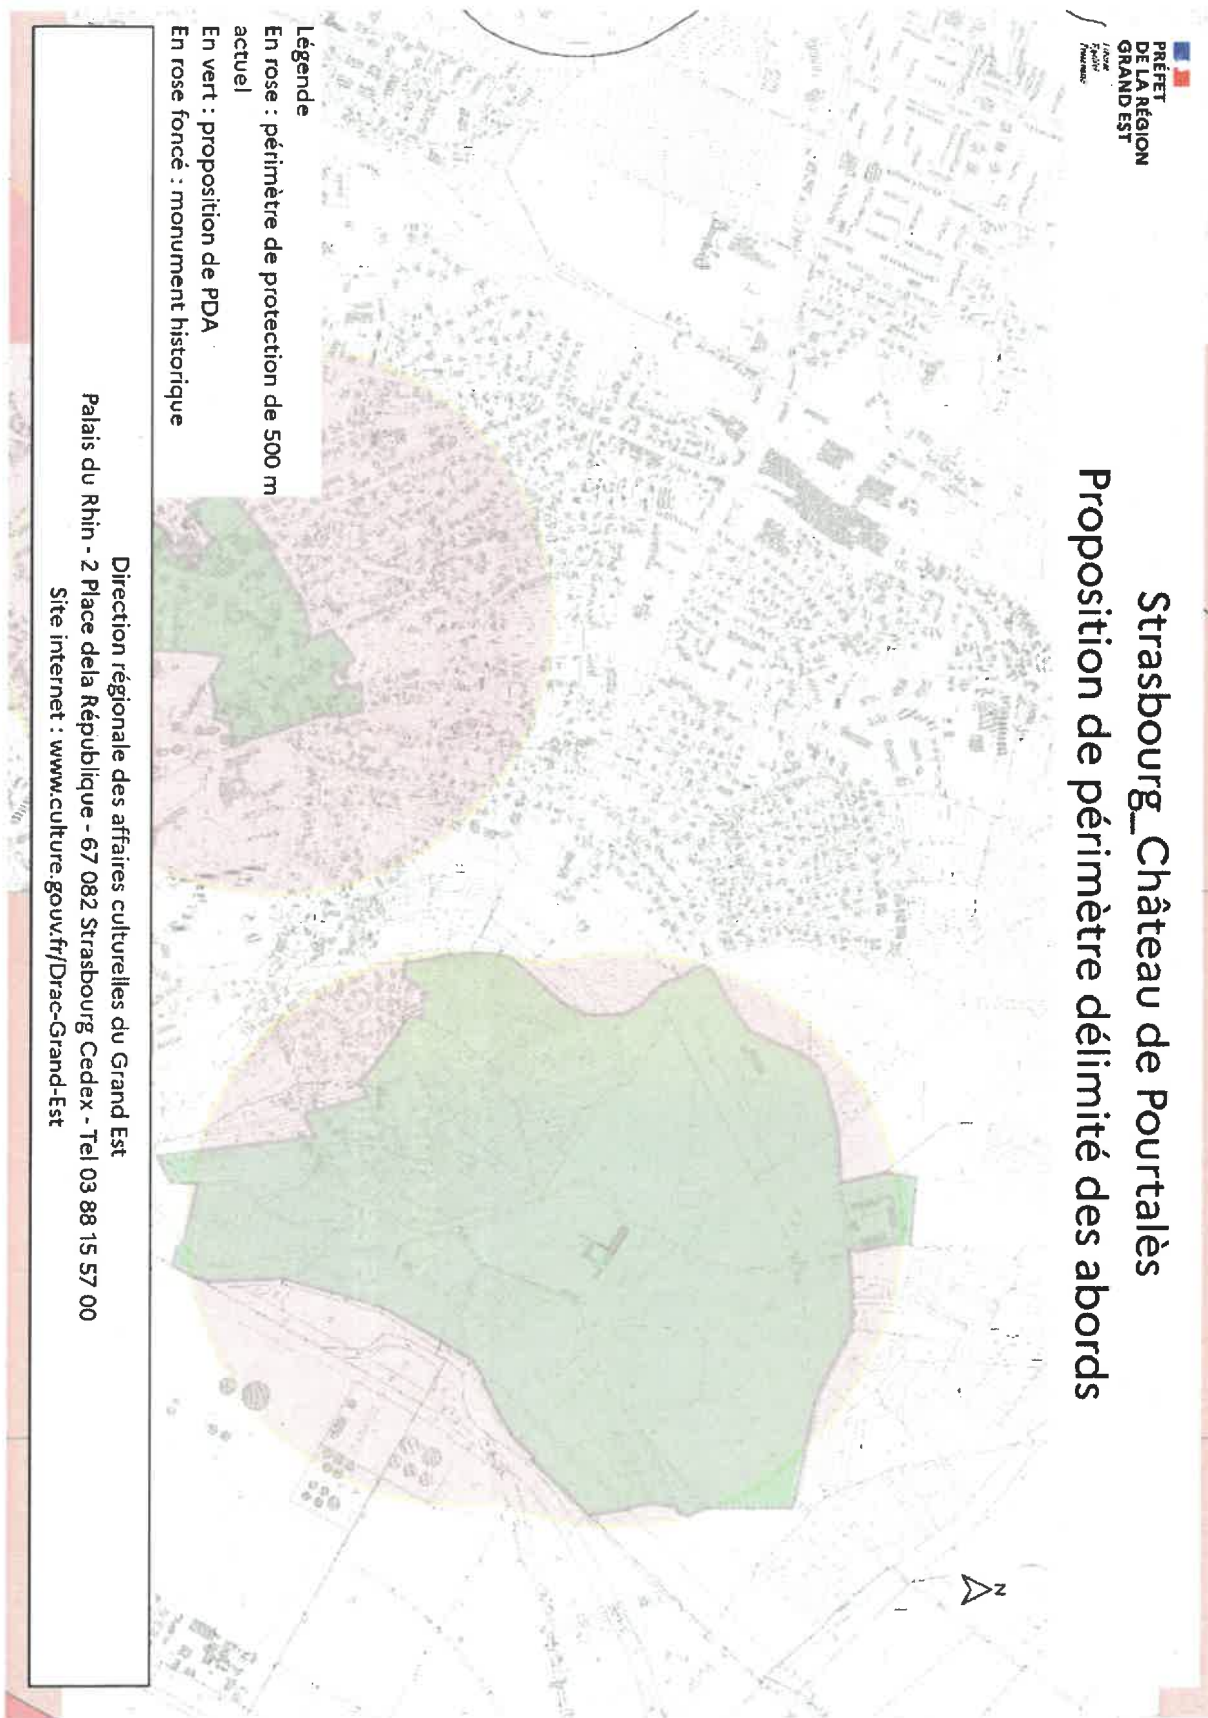 PRÉFET
DE LA RÉGION
GRAND EST
Liberté
Égalité
Fraternité
Strasbourg_Château de Pourtalès
Proposition de périmètre délimité des abords
N
Légende
En rose : périmètre de protection de 500 m
actuel
En vert : proposition de PDA
En rose foncé : monument historique
Direction régionale des affaires culturelles du Grand Est
Palais du Rhin - 2 Place dela République - 67 082 Strasbourg Cedex - Tel 03 88 15 57 00
Site internet : www.culture.gouv.fr/Drac-Grand-Est